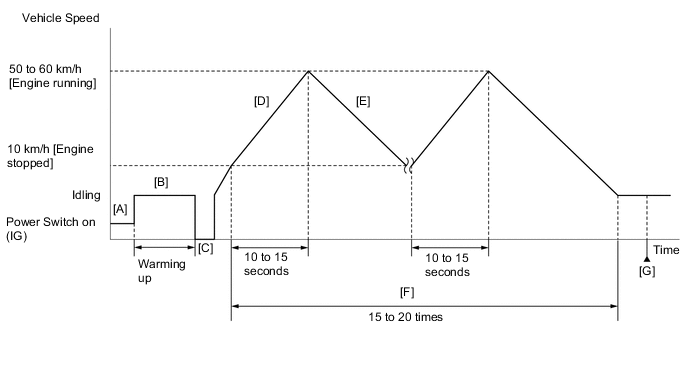 Vehicle Speed
50 to 60 km/h
[Engine running]
[D]
[E]
10 km/h [Engine
stopped]
[B]
Idling
[A]
Power Switch on
(IG)
[C]
Time
Warming
up
10 to 15
seconds
10 to 15
seconds
[G]
[F]
15 to 20 times